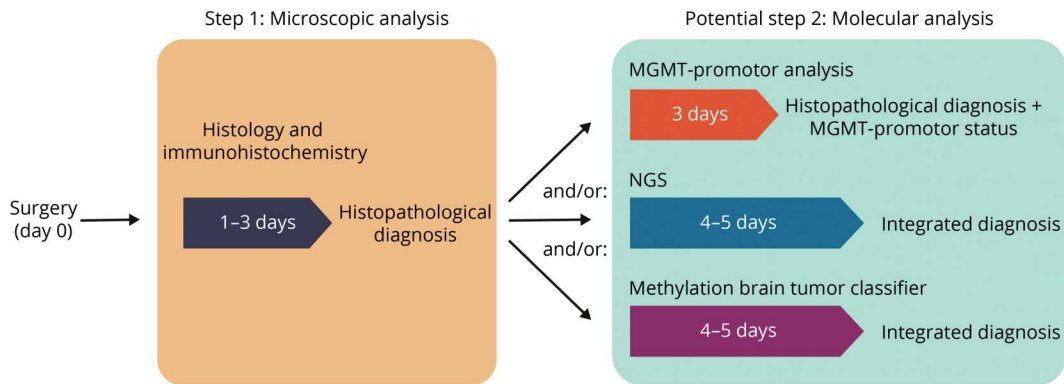 Step 1: Microscopic analysis
Potential step 2: Molecular analysis
Surgery
(day 0)
Histology and
immunohistochemistry
1–3 days
Histopathological
diagnosis
and/or:
and/or:
MGMT-promotor analysis
3 days
Histopathological diagnosis +
MGMT-promotor status
NGS
4–5 days
Integrated diagnosis
Methylation brain tumor classifier
4–5 days
Integrated diagnosis